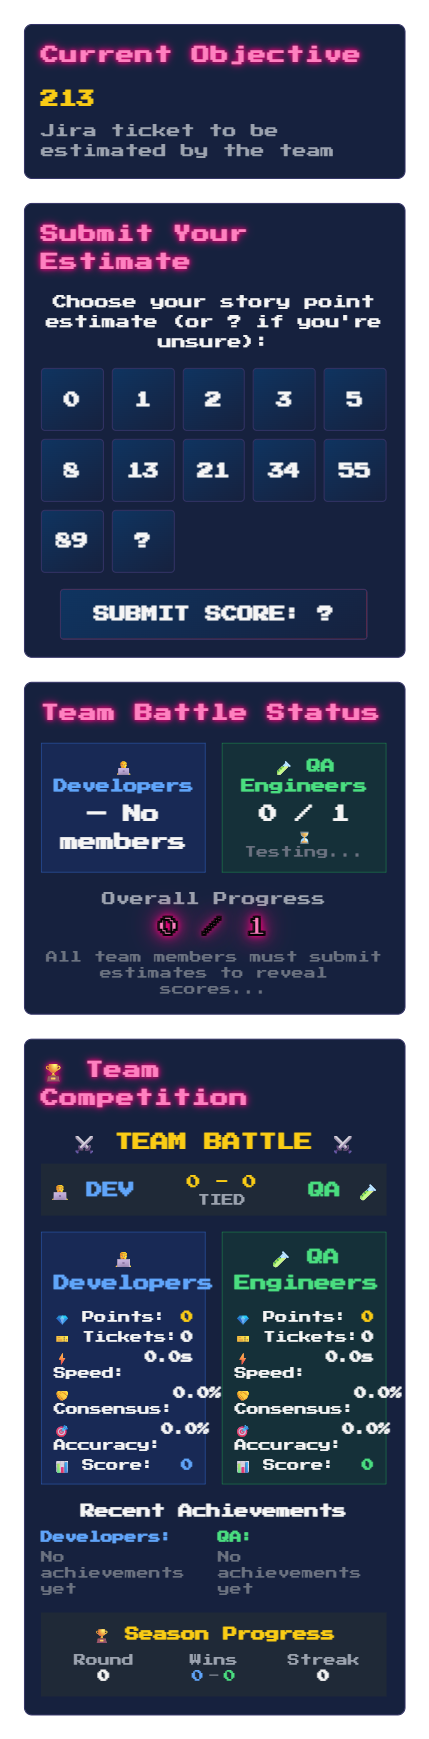 Current Objective
213
Jira ticket to be
estimated by the team
Submit Your
Estimate
Choose your story point
estimate (or ? if you're
unsure):
0 1 2 3 5
8 13 21 34 55
89 ?
SUBMIT SCORE: ?
Team Battle Status
Developers
— No
members
QA
Engineers
0 / 1
Testing...
Overall Progress
0 / 1
All team members must submit
estimates to reveal
scores...
Team
Competition
TEAM BATTLE
DEV
0 - 0
TIED
QA
Developers
Points: 0
Tickets: 0
0.0s
Speed:
0.0%
Consensus:
0.0%
Accuracy:
Score: 0
QA
Engineers
Points: 0
Tickets: 0
0.0s
Speed:
0.0%
Consensus:
0.0%
Accuracy:
Score: 0
Recent Achievements
Developers:
No
achievements
yet
QA:
No
achievements
yet
Season Progress
Round Wins Streak
0 0-0 0